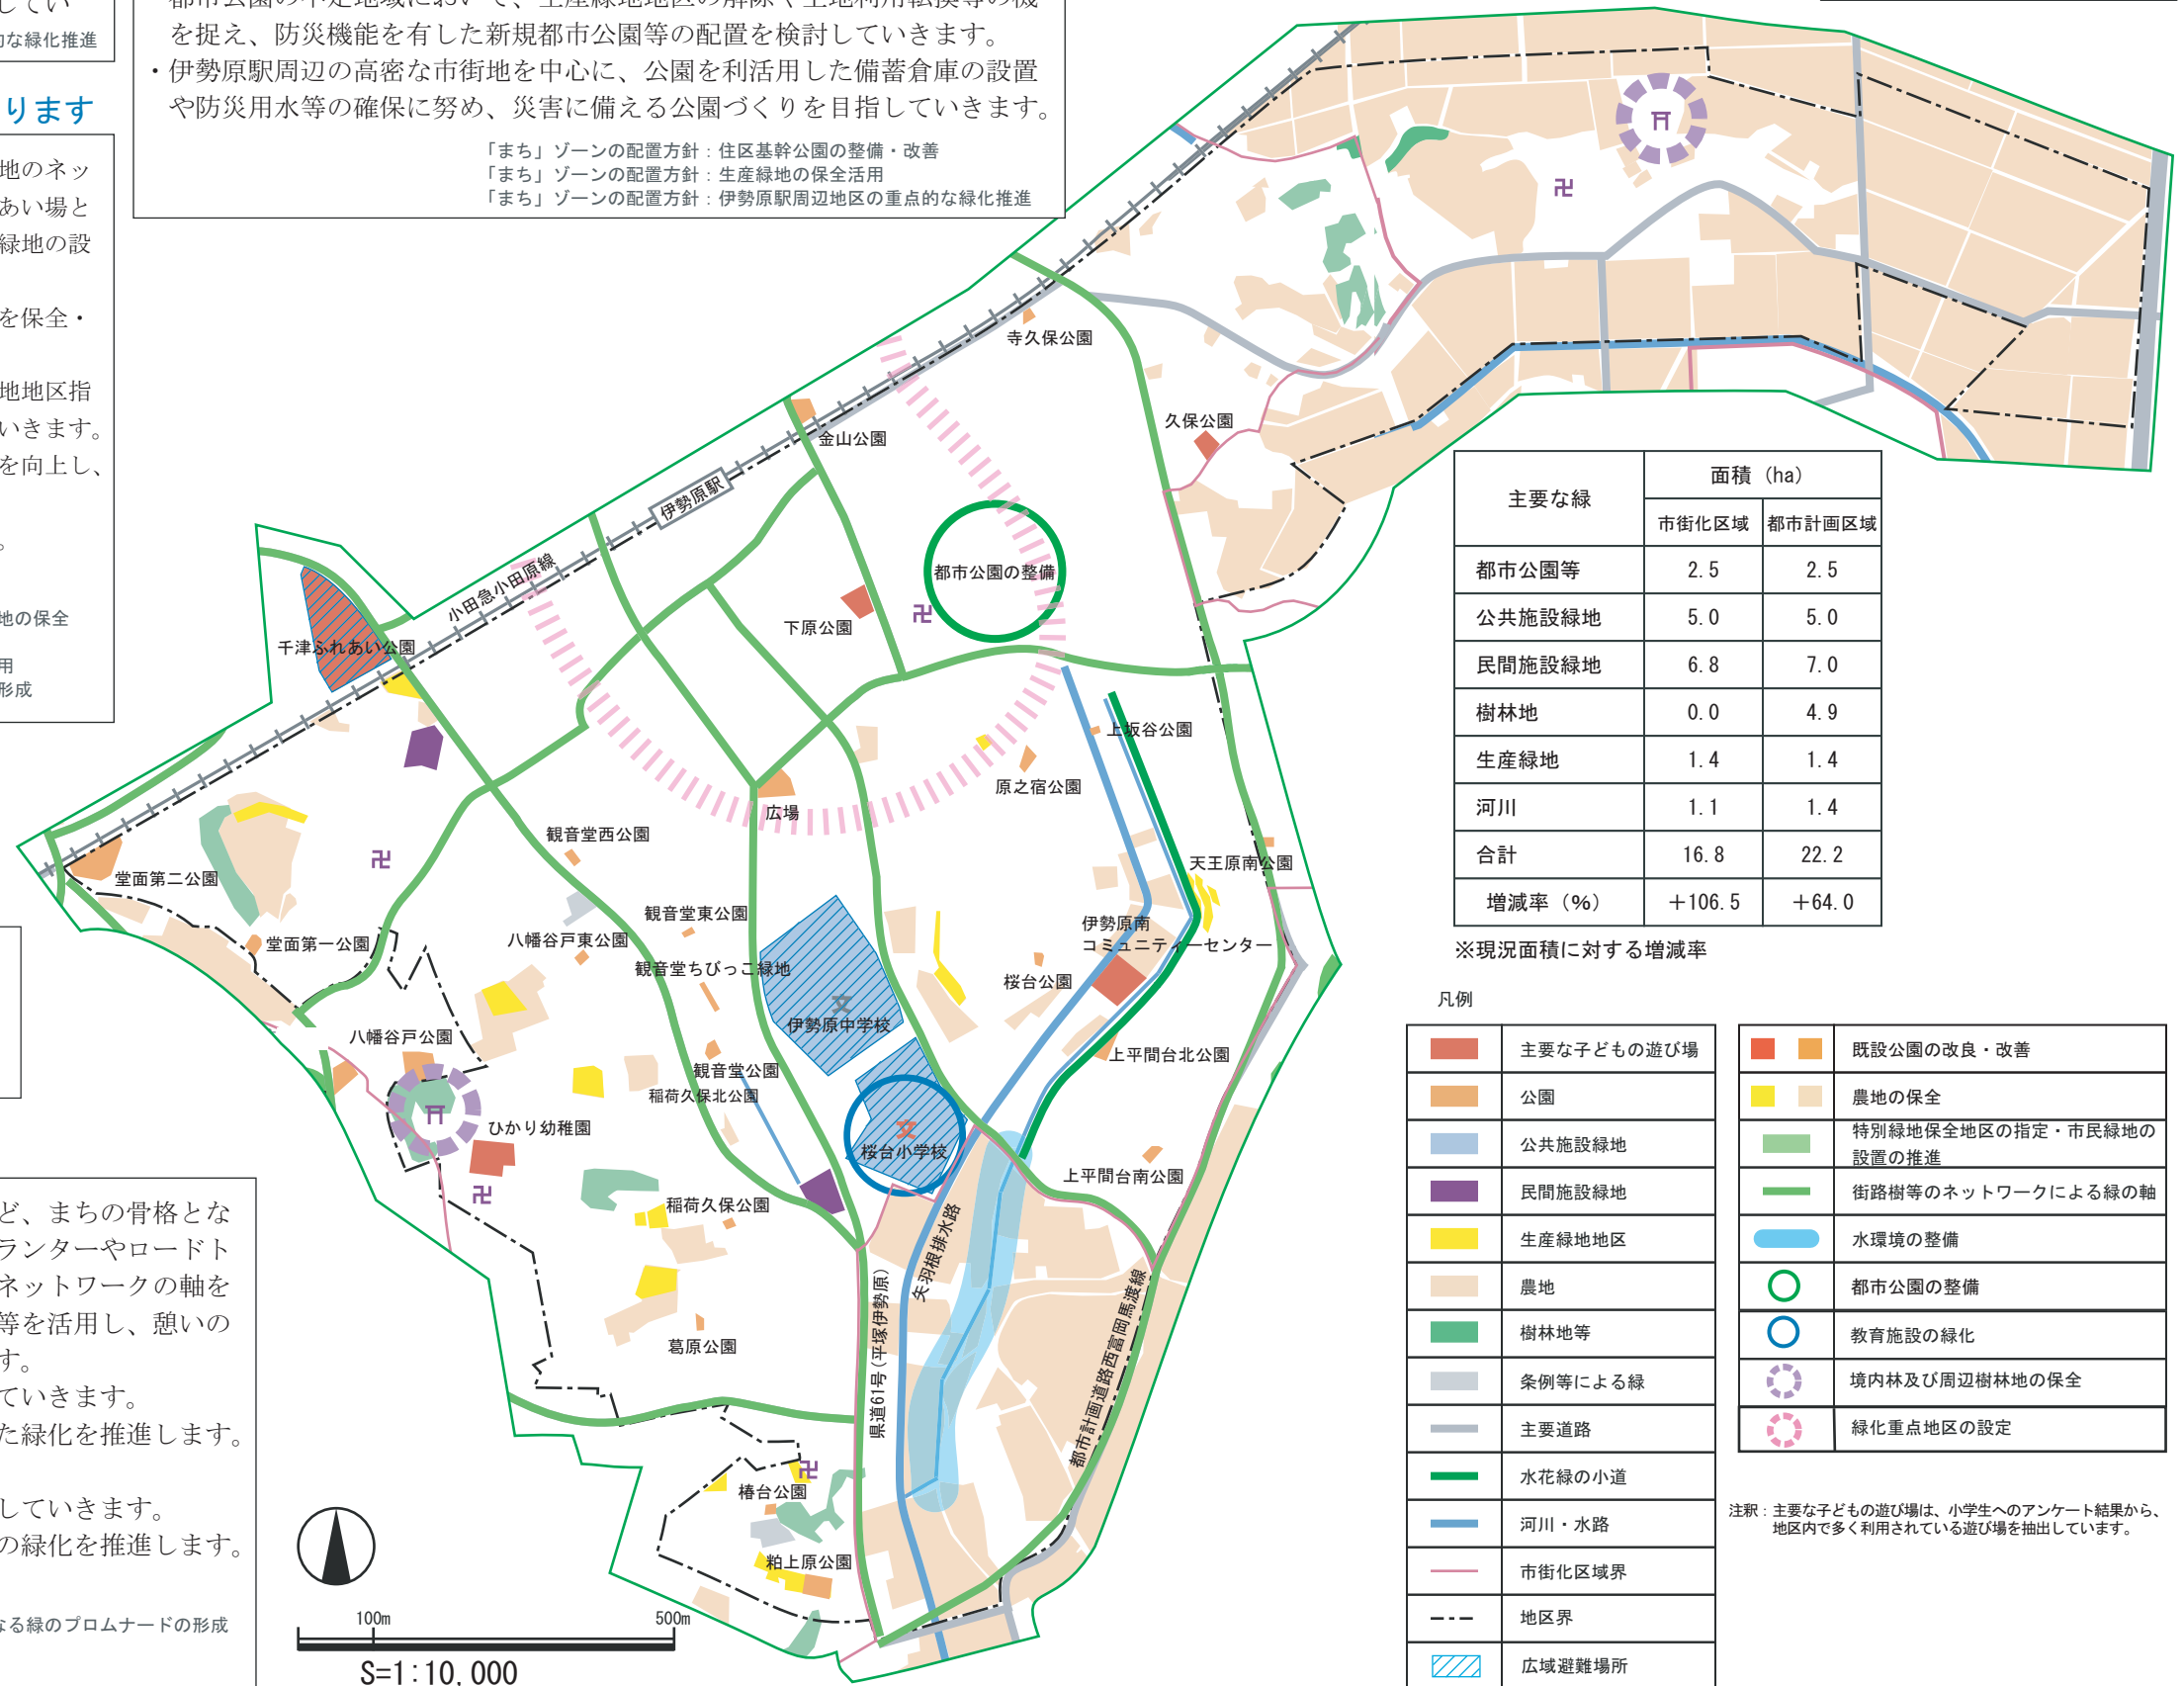 してい
的な緑化推進
ります
地のネッ
あい場と
緑地の設
を保全・
地地区指
いきます。
を向上し、
。
地の保全
用
形成
を捉え、防災機能を有した新規都市公園等の配置を検討していきます。
・伊勢原駅周辺の高密な市街地を中心に、公園を利活用した備蓄倉庫の設置
や防災用水等の確保に努め、災害に備える公園づくりを目指していきます。
「まち」ゾーンの配置方針：住区基幹公園の整備・改善
「まち」ゾーンの配置方針：生産緑地の保全活用
「まち」ゾーンの配置方針：伊勢原駅周辺地区の重点的な緑化推進
寺久保公園
久保公園
金山公園
伊勢原駅
小田急小田原線
都市公園の整備
下原公園
千津ふれあい公園
上坂谷公園
原之宿公園
広場
観音堂西公園
天王原南公園
堂面第二公園
観音堂東公園
伊勢原南
コミュニティーセンター
堂面第一公園
八幡谷戸東公園
観音堂ちびっこ緑地
桜台公園
文
伊勢原中学校
八幡谷戸公園
観音堂公園
上平間台北公園
稲荷久保北公園
ひかり幼稚園
文
桜台小学校
上平間台南公園
稲荷久保公園
矢羽根排水路
県道61号（平塚伊勢原）
都市計画道路西富岡馬渡線
葛原公園
椿台公園
粕上原公園
主要な緑 面積（ha）
市街化区域 都市計画区域
都市公園等 2.5 2.5
公共施設緑地 5.0 5.0
民間施設緑地 6.8 7.0
樹林地 0.0 4.9
生産緑地 1.4 1.4
河川 1.1 1.4
合計 16.8 22.2
増減率（%） +106.5 +64.0
※現況面積に対する増減率
凡例
主要な子どもの遊び場
公園
公共施設緑地
民間施設緑地
生産緑地地区
農地
樹林地等
条例等による緑
主要道路
水花緑の小道
河川・水路
市街化区域界
地区界
広域避難場所
既設公園の改良・改善
農地の保全
特別緑地保全地区の指定・市民緑地の
設置の推進
街路樹等のネットワークによる緑の軸
水環境の整備
都市公園の整備
教育施設の緑化
境内林及び周辺樹林地の保全
緑化重点地区の設定
注釈：主要な子どもの遊び場は、小学生へのアンケート結果から、
地区内で多く利用されている遊び場を抽出しています。
ど、まちの骨格とな
ランターやロードト
ネットワークの軸を
等を活用し、憩いの
す。
ていきます。
た緑化を推進します。
していきます。
の緑化を推進します。
なる緑のプロムナードの形成
100m 500m
S=1:10,000